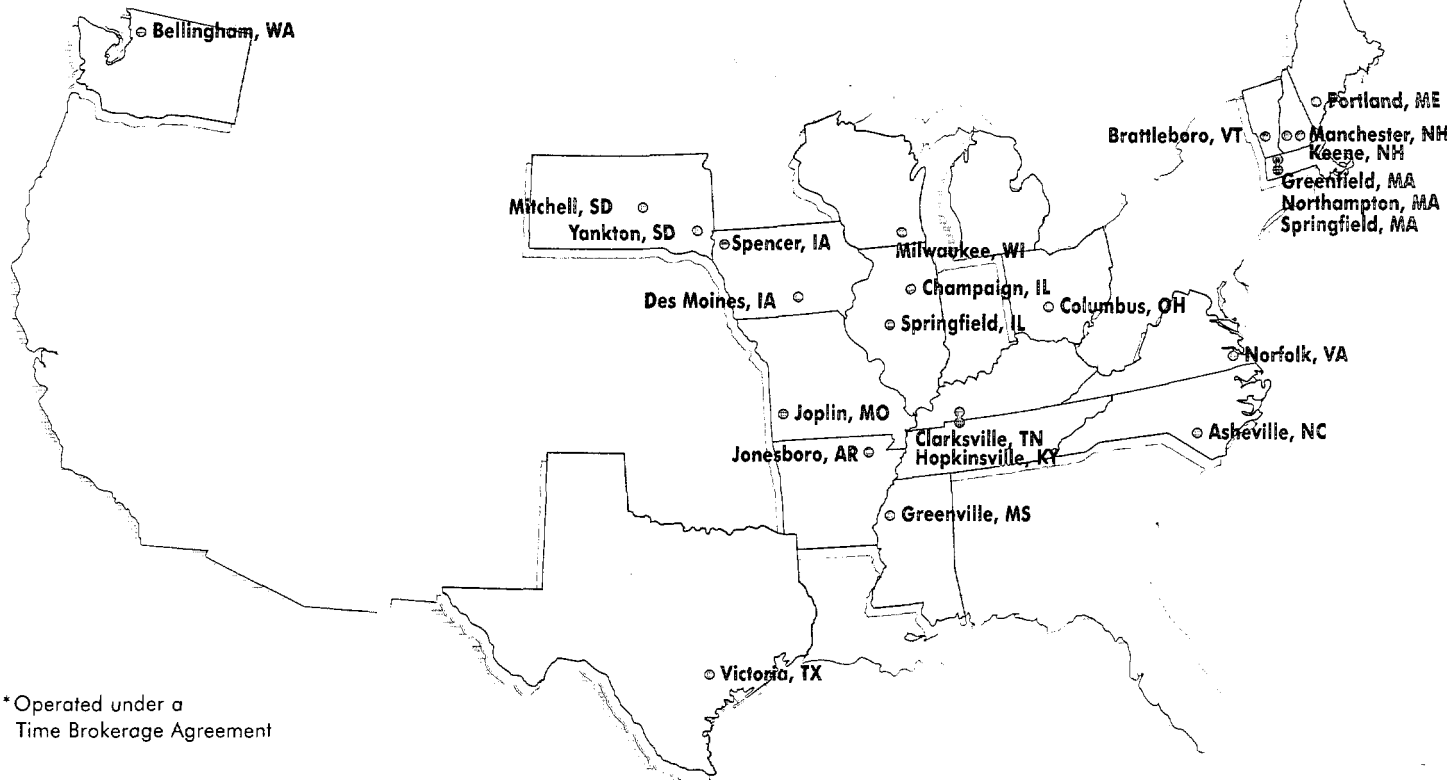 Bellingham, WA
Portland, ME
Brattleboro, VT
Manchester, NH
Keene, NH
Greenfield, MA
Northampton, MA
Springfield, MA
Mitchell, SD
Yankton, SD
Spencer, IA
Milwaukee, WI
Des Moines, IA
Champaign, IL
Columbus, OH
Springfield, IL
Norfolk, VA
Joplin, MO
Clarksville, TN
Hopkinsville, KY
Asheville, NC
Jonesboro, AR
Greenville, MS
Victoria, TX
*Operated under a
Time Brokerage Agreement